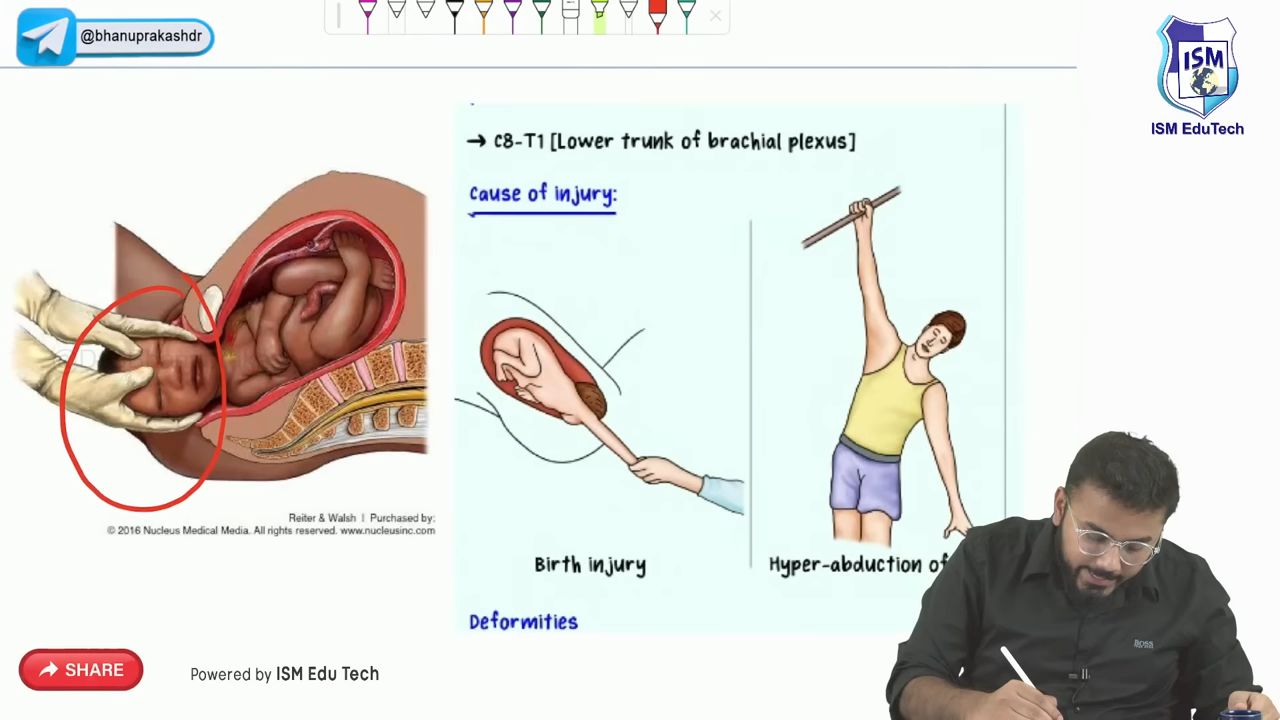 @bhanuprakashdr
ISM
ISM EduTech
→ C8-T1 [Lower trunk of brachial plexus]
Cause of injury:
Reiter & Walsh | Purchased by:
© 2016 Nucleus Medical Media. All rights reserved. www.nucleusinc.com
Birth injury
Hyper-abduction of
Deformities
BOSS
SHARE
Powered by ISM Edu Tech